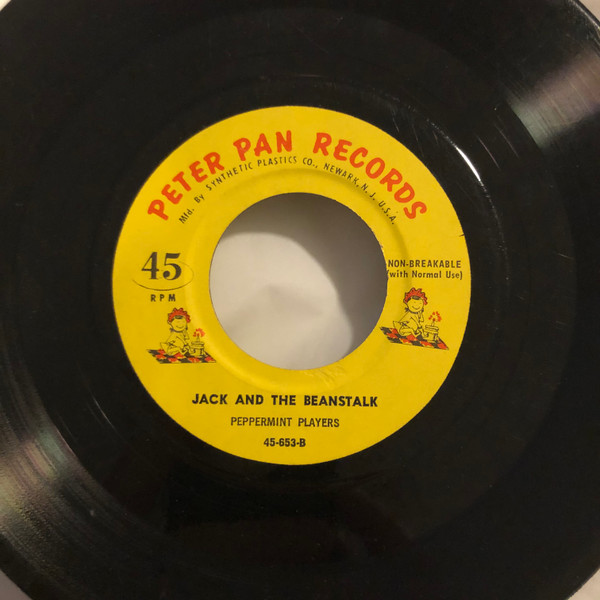 PETER PAN RECORDS
Mfd. By SYNTHETIC PLASTICS CO., NEWARK, N.J. U.S.A.
45
RPM
NON-BREAKABLE
(with Normal Use)
JACK AND THE BEANSTALK
PEPPERMINT PLAYERS
45-653-B